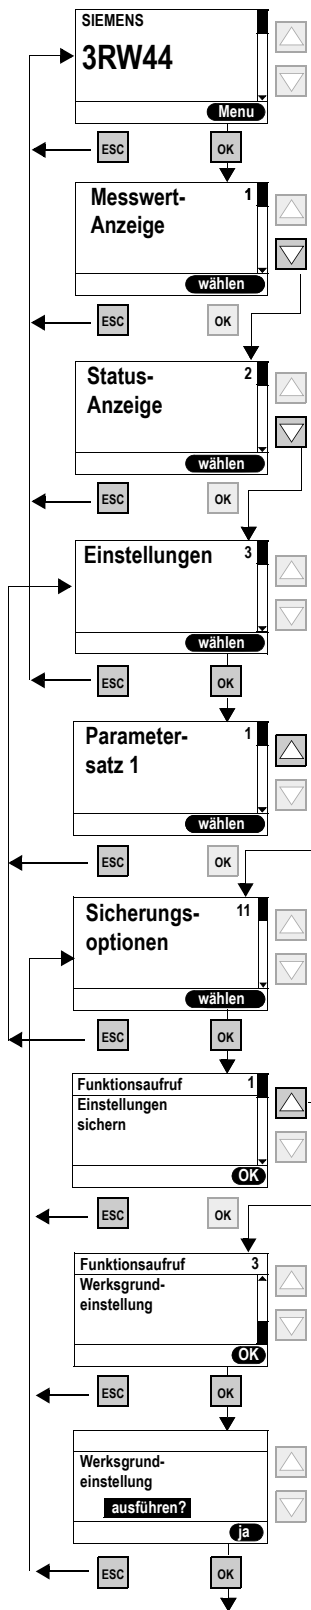 SIEMENS
3RW44
Menu
ESC
OK
Messwert-
1
Anzeige
wählen
ESC
OK
Status-
2
Anzeige
wählen
ESC
OK
Einstellungen
3
wählen
ESC
OK
Parameter-
1
satz 1
wählen
ESC
OK
Sicherungs-
11
optionen
wählen
ESC
OK
Funktionsaufruf
1
Einstellungen
sichern
OK
ESC
OK
Funktionsaufruf
3
Werksgrund-
einstellung
OK
ESC
OK
Werksgrund-
einstellung
ausführen?
ja
ESC
OK